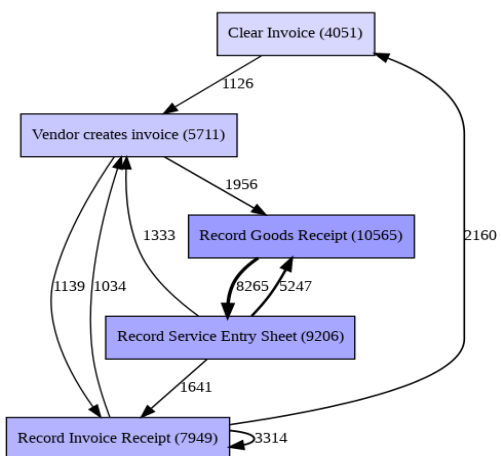 Clear Invoice (4051)
1126
Vendor creates invoice (5711)
1956
Record Goods Receipt (10565)
1333
2160
1139
1034
8265
5247
Record Service Entry Sheet (9206)
1641
Record Invoice Receipt (7949)
3314